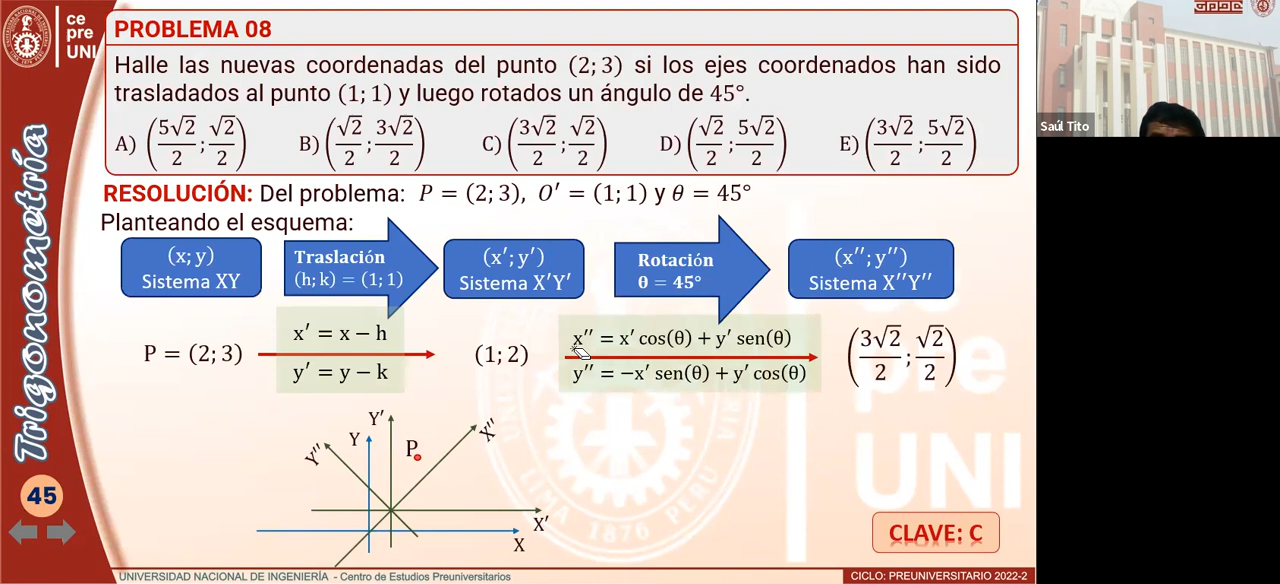 ce
pre
UNI
PROBLEMA 08
Halle las nuevas coordenadas del punto (2; 3) si los ejes coordenados han sido
trasladados al punto (1; 1) y luego rotados un ángulo de 45°.
A) (5√2/2 ; √2/2) B) (√2/2 ; 3√2/2) C) (3√2/2 ; √2/2) D) (√2/2 ; 5√2/2) E) (3√2/2 ; 5√2/2)
Saúl Tito
RESOLUCIÓN: Del problema: P = (2; 3), O′ = (1; 1) y θ = 45°
Planteando el esquema:
(x; y)
Sistema XY
Traslación
(h; k) = (1; 1)
(x′; y′)
Sistema X′Y′
Rotación
θ = 45°
(x′′; y′′)
Sistema X′′Y′′
P = (2; 3)
x′ = x − h
y′ = y − k
(1; 2)
x′′ = x′ cos(θ) + y′ sen(θ)
y′′ = −x′ sen(θ) + y′ cos(θ)
(3√2/2 ; √2/2)
Y′
Y
P
X′′
Y′′
X′
X
Trigonometría
45
pre
UNI
LIMA 1876 PERU
CLAVE: C
UNIVERSIDAD NACIONAL DE INGENIERÍA - Centro de Estudios Preuniversitarios
CICLO: PREUNIVERSITARIO 2022-2